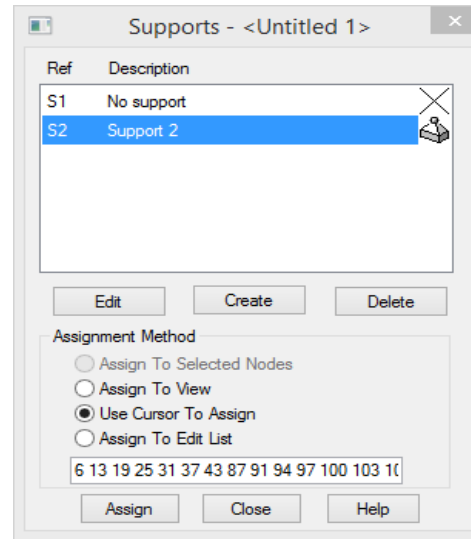 Supports - <Untitled 1>
Ref Description
S1 No support
S2 Support 2
Edit Create Delete
Assignment Method
Assign To Selected Nodes
Assign To View
Use Cursor To Assign
Assign To Edit List
6 13 19 25 31 37 43 87 91 94 97 100 103
Assign Close Help